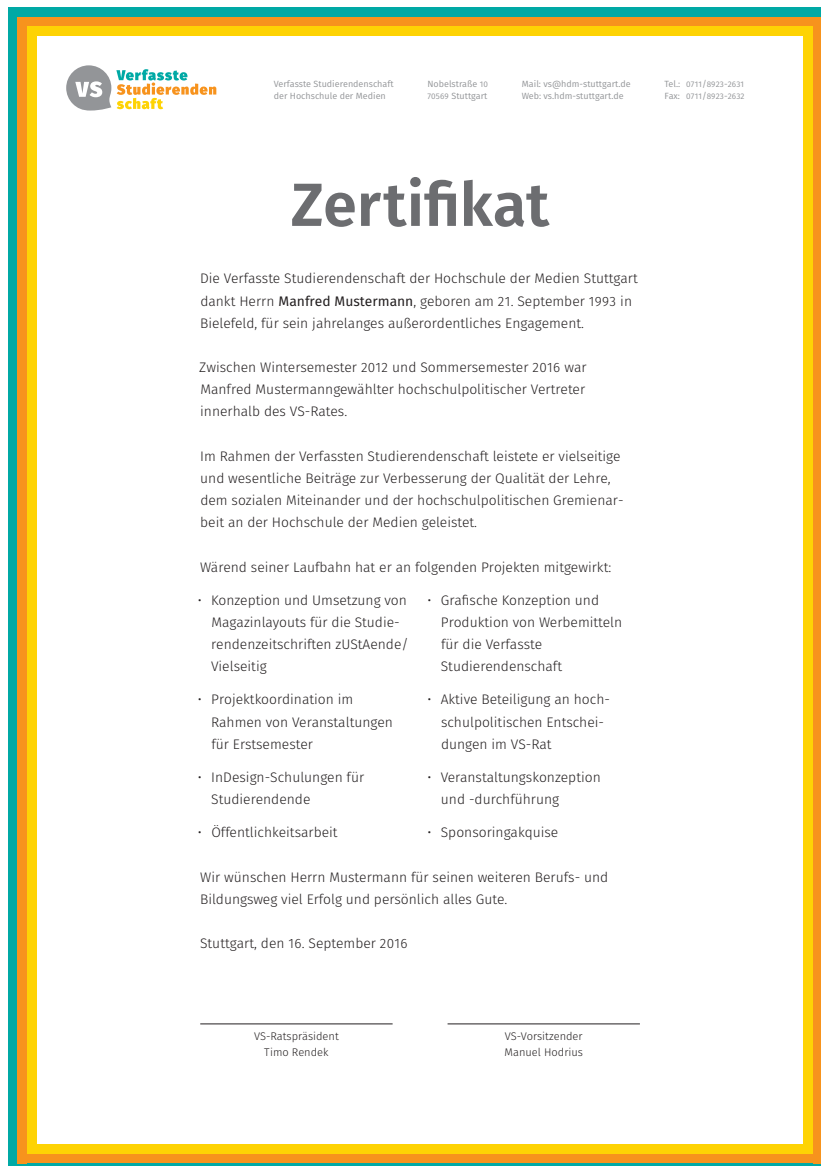 VS
Verfasste
Studierenden
schaft
Verfasste Studierendenschaft
der Hochschule der Medien
Nobelstraße 10
70569 Stuttgart
Mail: vs@hdm-stuttgart.de
Web: vs.hdm-stuttgart.de
Tel.: 0711/8923-2631
Fax: 0711/8923-2632
Zertifikat
Die Verfasste Studierendenschaft der Hochschule der Medien Stuttgart
dankt Herrn Manfred Mustermann, geboren am 21. September 1993 in
Bielefeld, für sein jahrelanges außerordentliches Engagement.
Zwischen Wintersemester 2012 und Sommersemester 2016 war
Manfred Mustermanngewählter hochschulpolitischer Vertreter
innerhalb des VS-Rates.
Im Rahmen der Verfassten Studierendenschaft leistete er vielseitige
und wesentliche Beiträge zur Verbesserung der Qualität der Lehre,
dem sozialen Miteinander und der hochschulpolitischen Gremienar-
beit an der Hochschule der Medien geleistet.
Wärend seiner Laufbahn hat er an folgenden Projekten mitgewirkt:
· Konzeption und Umsetzung von
Magazinlayouts für die Studie-
rendenzeitschriften zUStAende/
Vielseitig
· Projektkoordination im
Rahmen von Veranstaltungen
für Erstsemester
· InDesign-Schulungen für
Studierendende
· Öffentlichkeitsarbeit
· Grafische Konzeption und
Produktion von Werbemitteln
für die Verfasste
Studierendenschaft
· Aktive Beteiligung an hoch-
schulpolitischen Entschei-
dungen im VS-Rat
· Veranstaltungskonzeption
und -durchführung
· Sponsoringakquise
Wir wünschen Herrn Mustermann für seinen weiteren Berufs- und
Bildungsweg viel Erfolg und persönlich alles Gute.
Stuttgart, den 16. September 2016
VS-Ratspräsident
Timo Rendek
VS-Vorsitzender
Manuel Hodrius